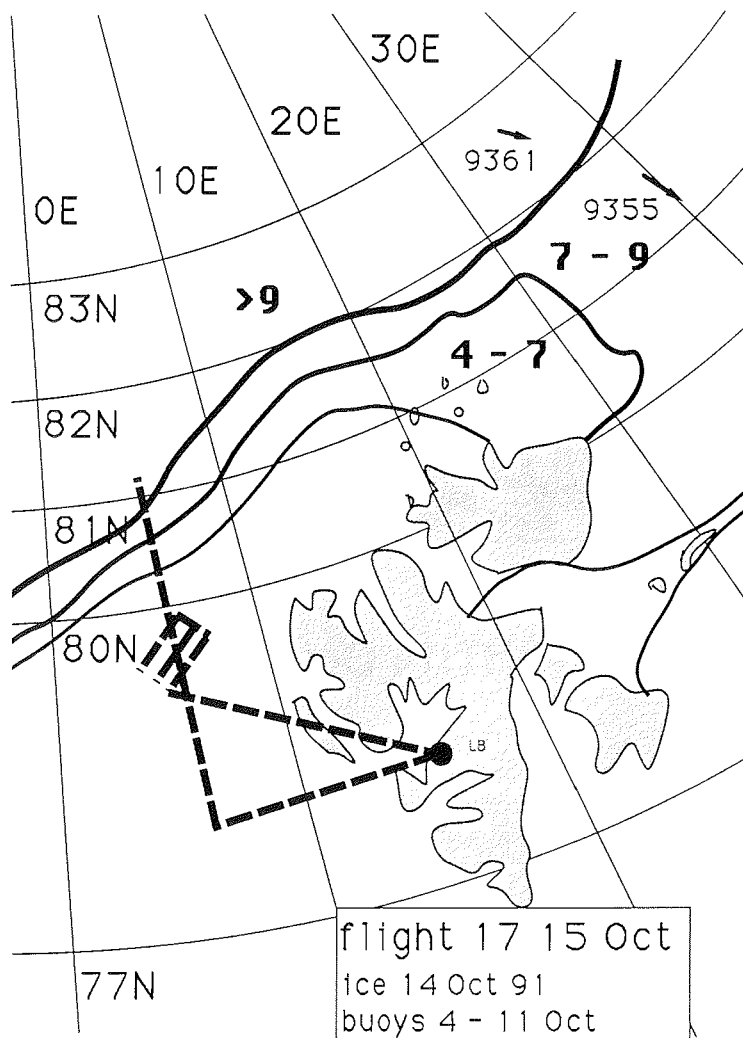 30E
20E
9361
10E
9355
0E
7 - 9
>9
83N
4 - 7
82N
81N
80N
LB
flight 17 15 Oct
ice 14 Oct 91
77N
buoys 4 - 11 Oct